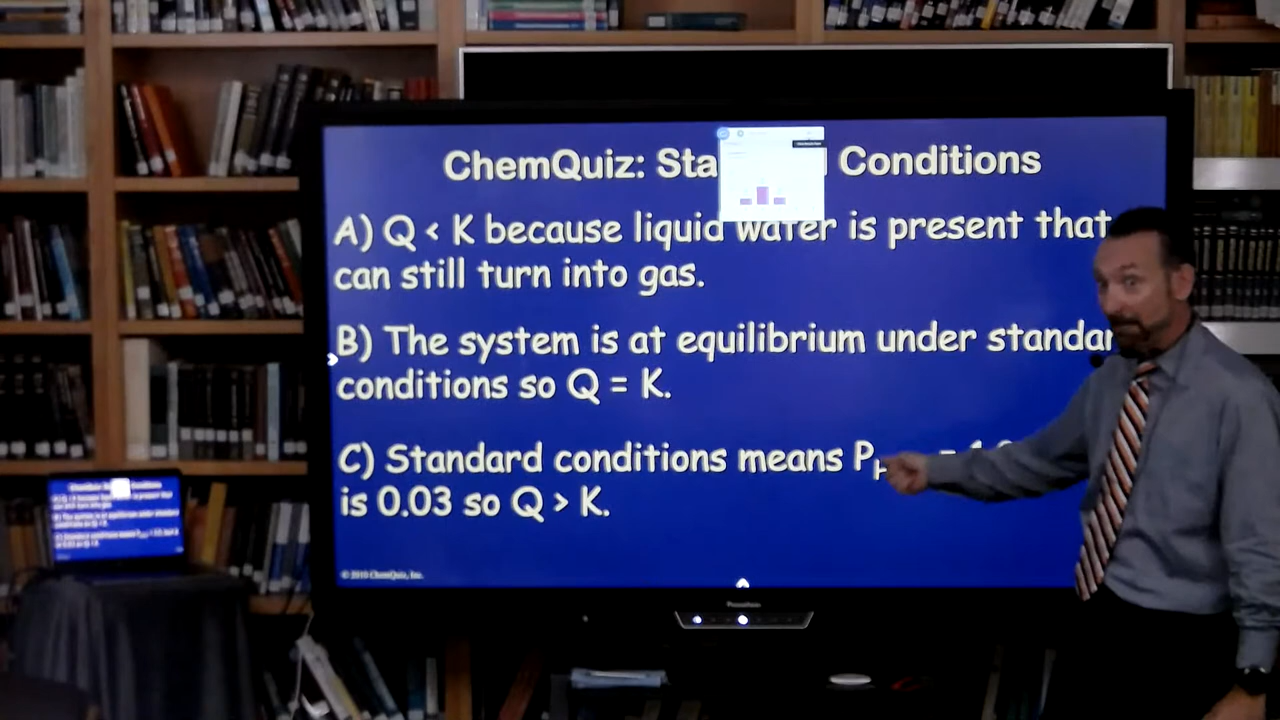 ChemQuiz: Sta Conditions
A) Q < K because liquid water is present that
can still turn into gas.
B) The system is at equilibrium under standar
conditions so Q = K.
C) Standard conditions means P
is 0.03 so Q > K.
© 2010 ChemQuiz, Inc.
Promethean